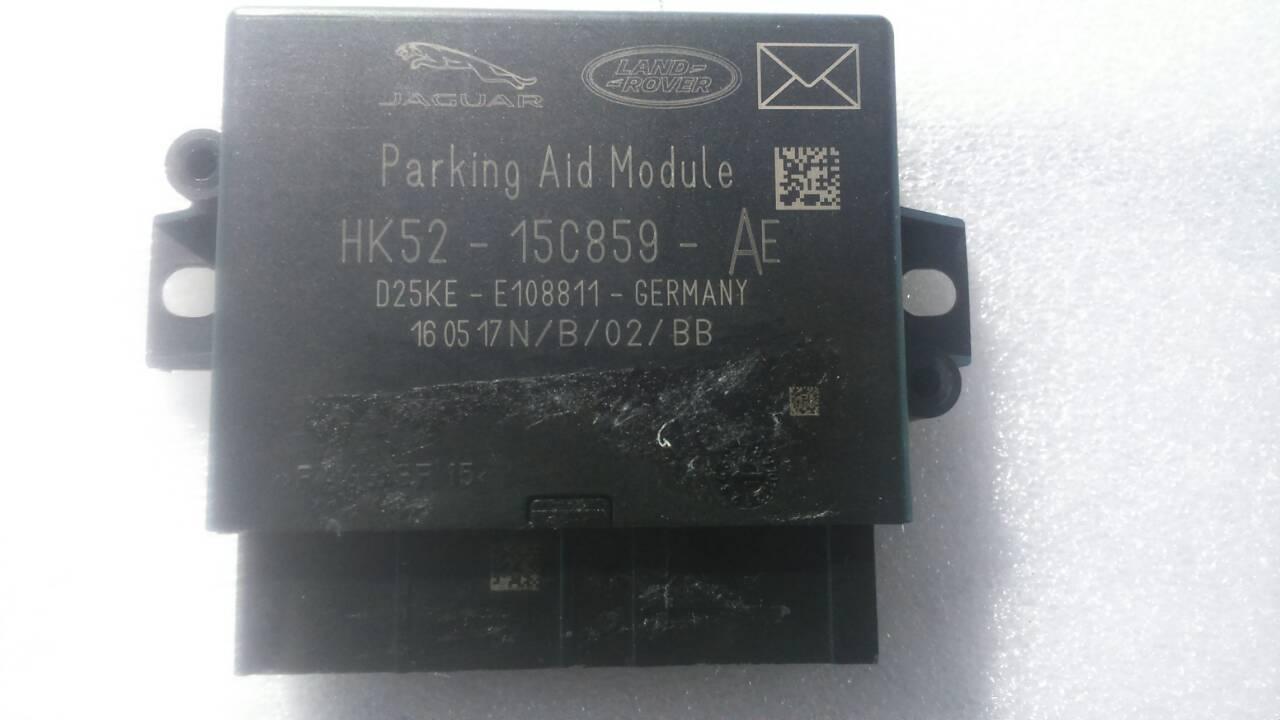 JAGUAR LAND ROVER
Parking Aid Module
HK52 - 15C859 - AE
D25KE - E108811 - GERMANY
16 05 17 N/B/02/BB